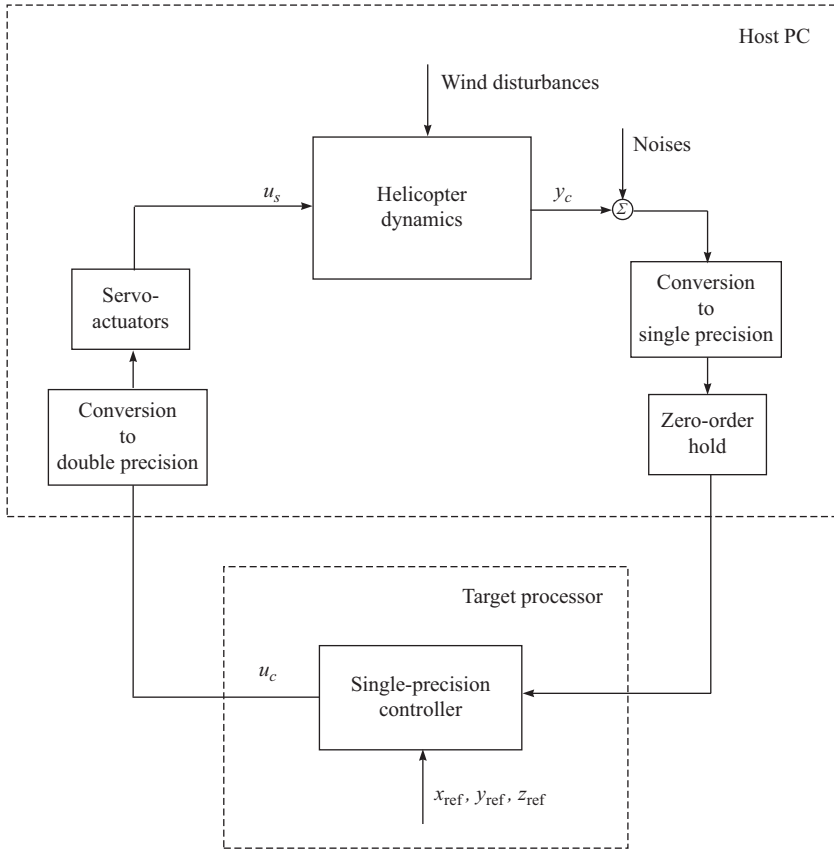 Host PC
Wind disturbances
Noises
u_s
Helicopter
dynamics
y_c
Σ
Servo-
actuators
Conversion
to
single precision
Conversion
to
double precision
Zero-order
hold
Target processor
u_c
Single-precision
controller
x_ref, y_ref, z_ref